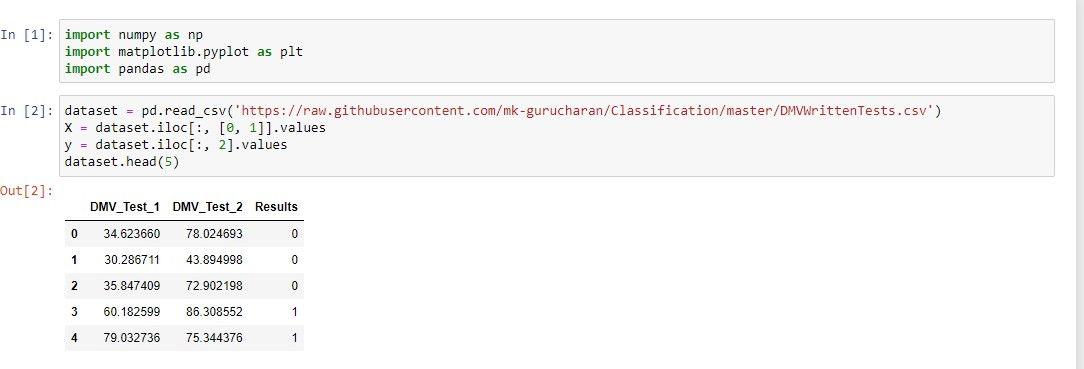 In [1]: import numpy as np
import matplotlib.pyplot as plt
import pandas as pd
In [2]: dataset = pd.read_csv('https://raw.githubusercontent.com/mk-gurucharan/Classification/master/DMVWrittenTests.csv')
X = dataset.iloc[:, [0, 1]].values
y = dataset.iloc[:, 2].values
dataset.head(5)
Out[2]:
DMV_Test_1 DMV_Test_2 Results
0 34.623660 78.024693 0
1 30.286711 43.894998 0
2 35.847409 72.902198 0
3 60.182599 86.308552 1
4 79.032736 75.344376 1